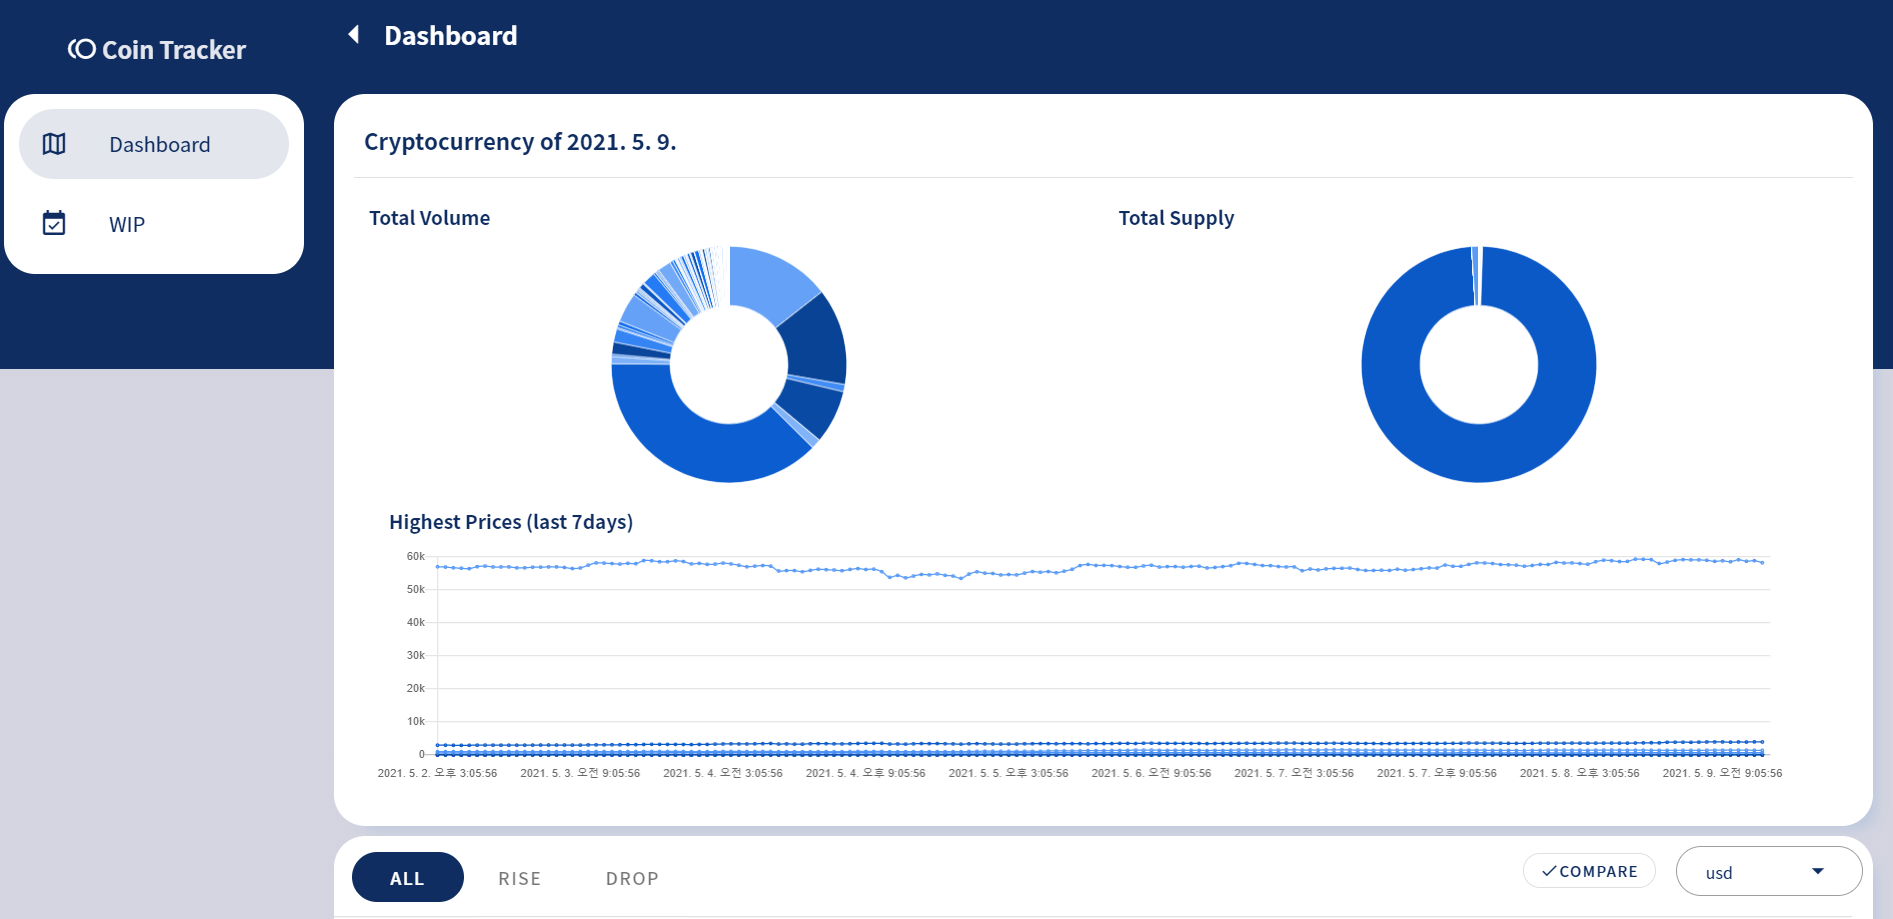 Coin Tracker
Dashboard
WIP
Dashboard
Cryptocurrency of 2021. 5. 9.
Total Volume
Total Supply
Highest Prices (last 7days)
60k
50k
40k
30k
20k
10k
0
2021. 5. 2. 오후 3:05:56
2021. 5. 3. 오전 9:05:56
2021. 5. 4. 오전 3:05:56
2021. 5. 4. 오후 9:05:56
2021. 5. 5. 오후 3:05:56
2021. 5. 6. 오전 9:05:56
2021. 5. 7. 오전 3:05:56
2021. 5. 7. 오후 9:05:56
2021. 5. 8. 오후 3:05:56
2021. 5. 9. 오전 9:05:56
ALL
RISE
DROP
COMPARE
usd